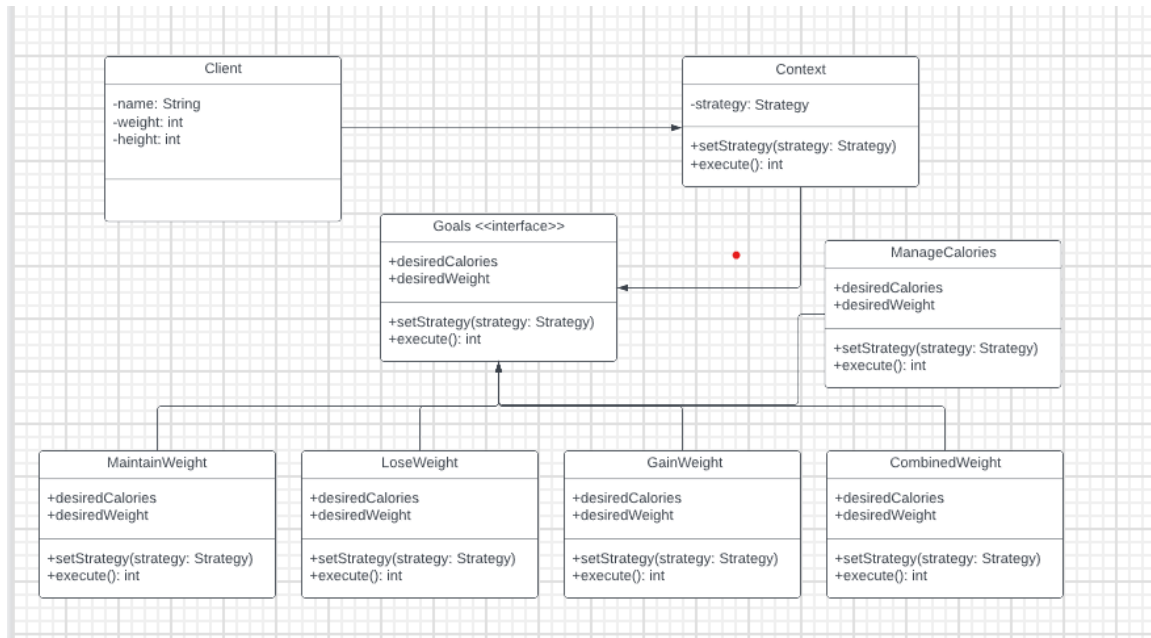 Client
-name: String
-weight: int
-height: int
Context
-strategy: Strategy
+setStrategy(strategy: Strategy)
+execute(): int
Goals <<interface>>
+desiredCalories
+desiredWeight
+setStrategy(strategy: Strategy)
+execute(): int
ManageCalories
+desiredCalories
+desiredWeight
+setStrategy(strategy: Strategy)
+execute(): int
MaintainWeight
+desiredCalories
+desiredWeight
+setStrategy(strategy: Strategy)
+execute(): int
LoseWeight
+desiredCalories
+desiredWeight
+setStrategy(strategy: Strategy)
+execute(): int
GainWeight
+desiredCalories
+desiredWeight
+setStrategy(strategy: Strategy)
+execute(): int
CombinedWeight
+desiredCalories
+desiredWeight
+setStrategy(strategy: Strategy)
+execute(): int